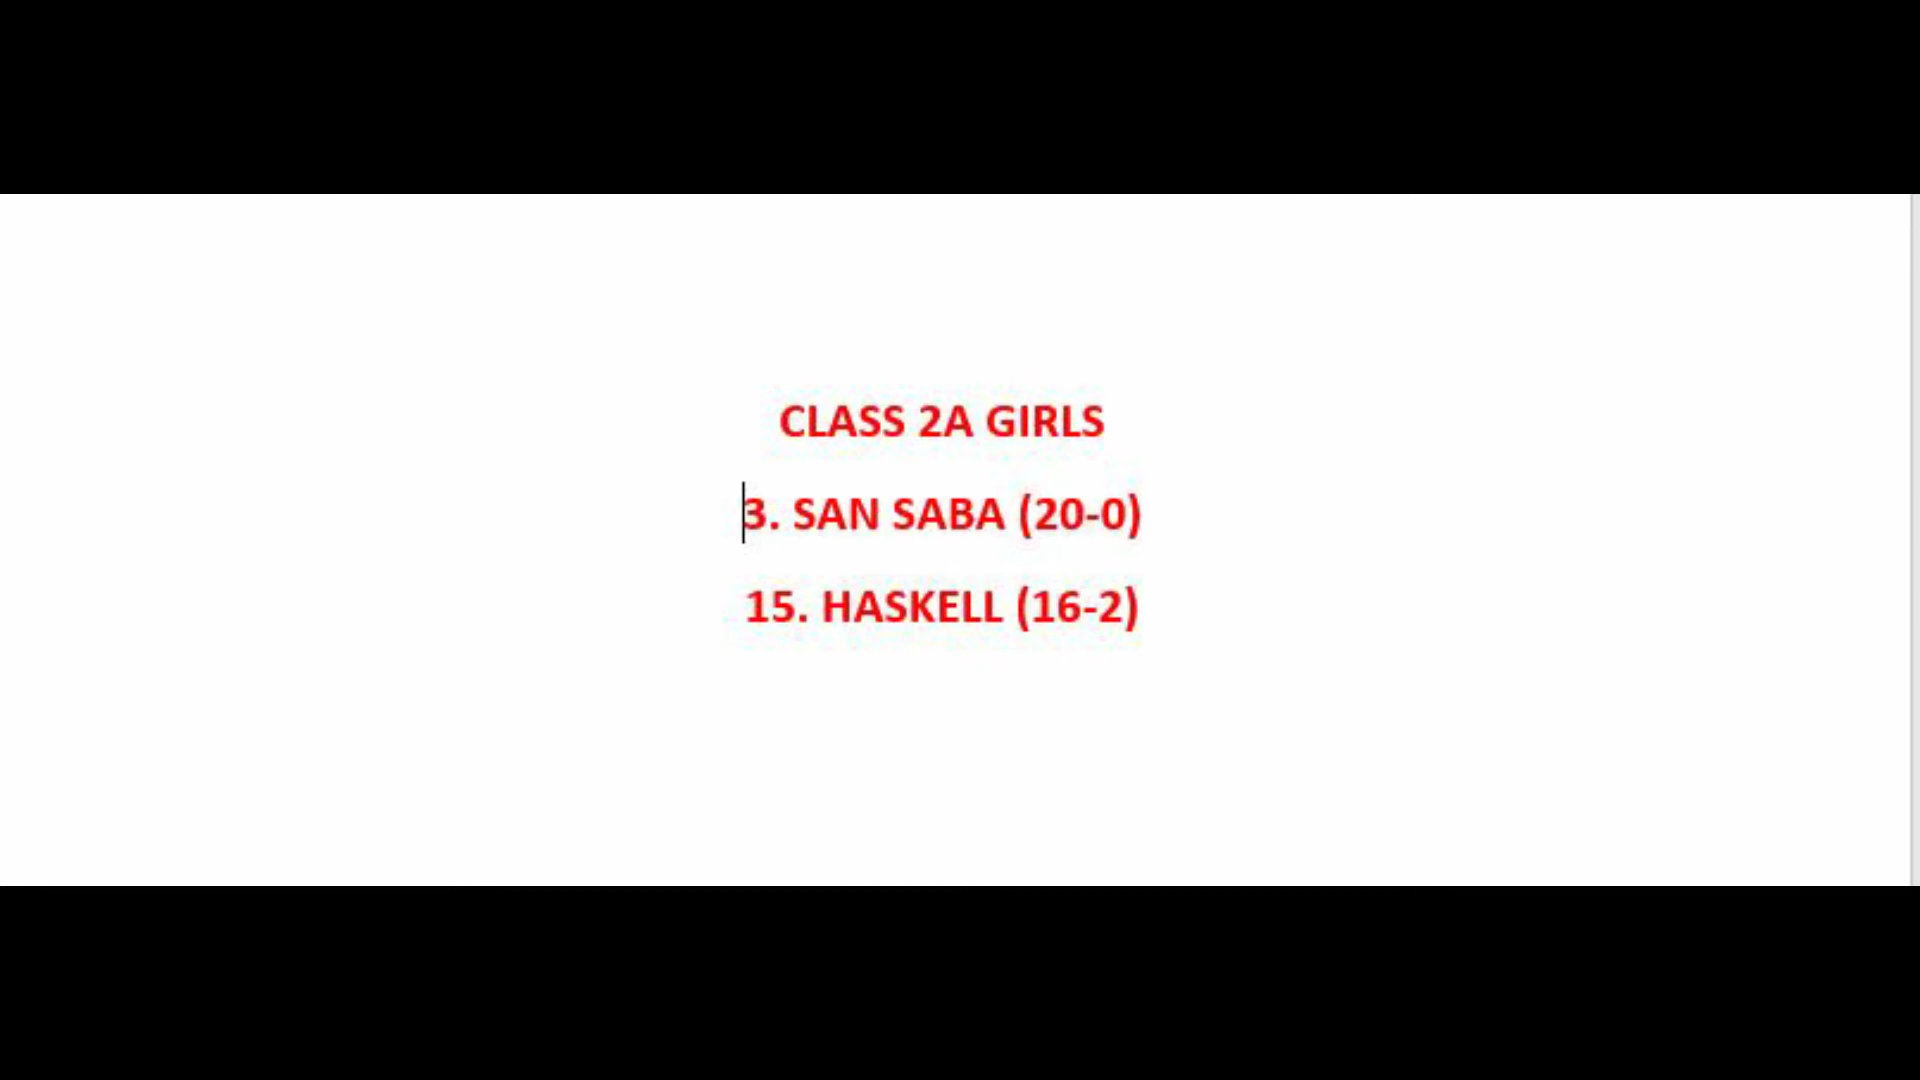 CLASS 2A GIRLS
3. SAN SABA (20-0)
15. HASKELL (16-2)